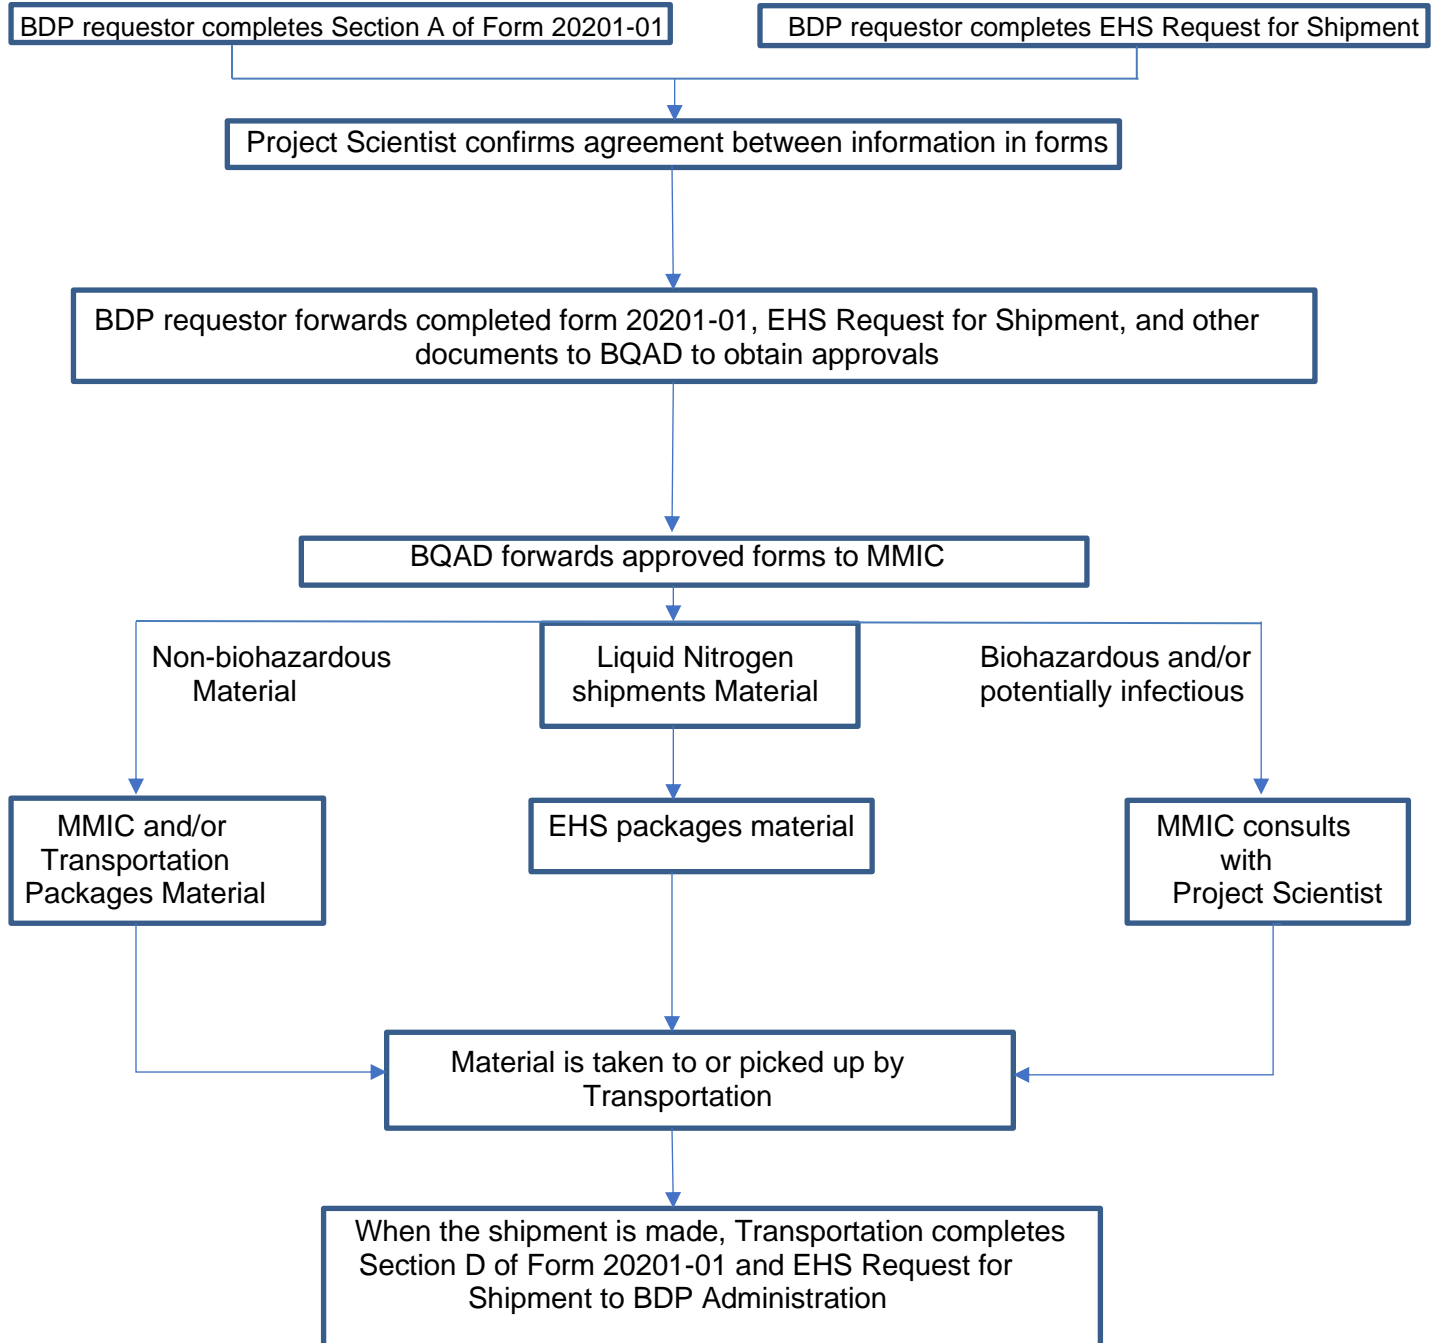 BDP requestor completes Section A of Form 20201-01
BDP requestor completes EHS Request for Shipment
Project Scientist confirms agreement between information in forms
BDP requestor forwards completed form 20201-01, EHS Request for Shipment, and other
documents to BQAD to obtain approvals
BQAD forwards approved forms to MMIC
Non-biohazardous
Material
Liquid Nitrogen
shipments Material
Biohazardous and/or
potentially infectious
MMIC and/or
Transportation
Packages Material
EHS packages material
MMIC consults
with
Project Scientist
Material is taken to or picked up by
Transportation
When the shipment is made, Transportation completes
Section D of Form 20201-01 and EHS Request for
Shipment to BDP Administration